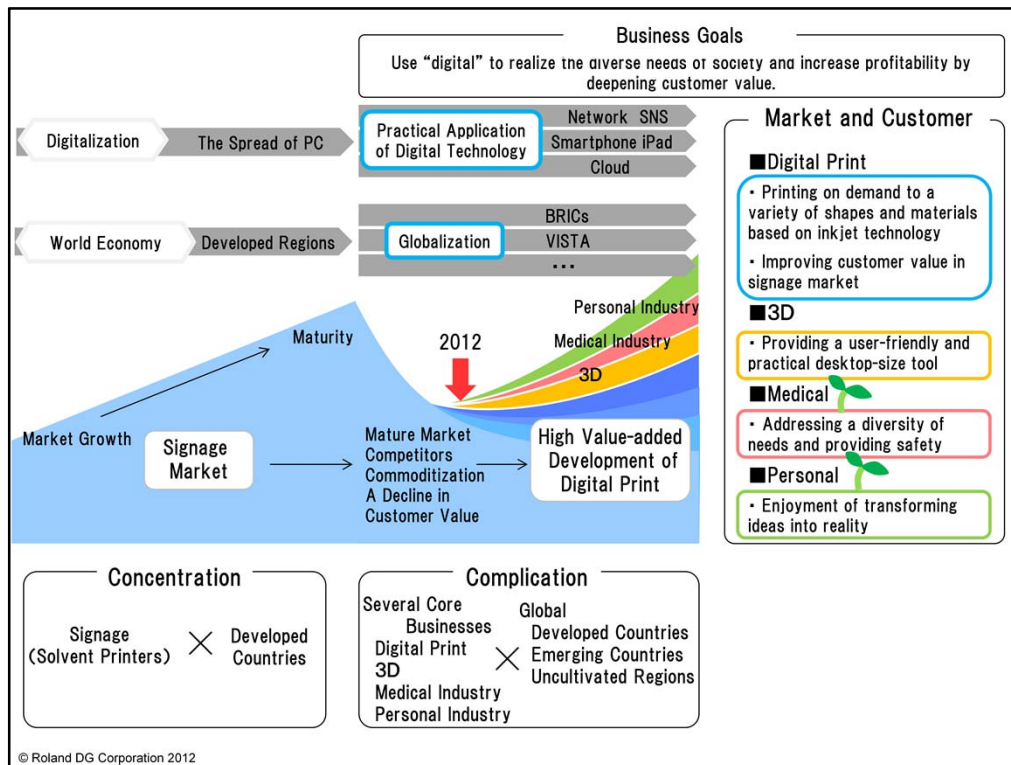 Business Goals
Use “digital” to realize the diverse needs of society and increase profitability by
deepening customer value.
Digitalization
The Spread of PC
Practical Application
of Digital Technology
Network SNS
Smartphone iPad
Cloud
World Economy
Developed Regions
Globalization
BRICs
VISTA
...
Market Growth
Maturity
Signage
Market
2012
Personal Industry
Medical Industry
3D
Mature Market
Competitors
Commoditization
A Decline in
Customer Value
High Value-added
Development of
Digital Print
Market and Customer
■Digital Print
・Printing on demand to a
variety of shapes and materials
based on inkjet technology
・Improving customer value in
signage market
■3D
・Providing a user-friendly and
practical desktop-size tool
■Medical
・Addressing a diversity of
needs and providing safety
■Personal
・Enjoyment of transforming
ideas into reality
Concentration
Signage
(Solvent Printers)
×
Developed
Countries
Complication
Several Core
Businesses
Digital Print
3D
Medical Industry
Personal Industry
×
Global
Developed Countries
Emerging Countries
Uncultivated Regions
© Roland DG Corporation 2012